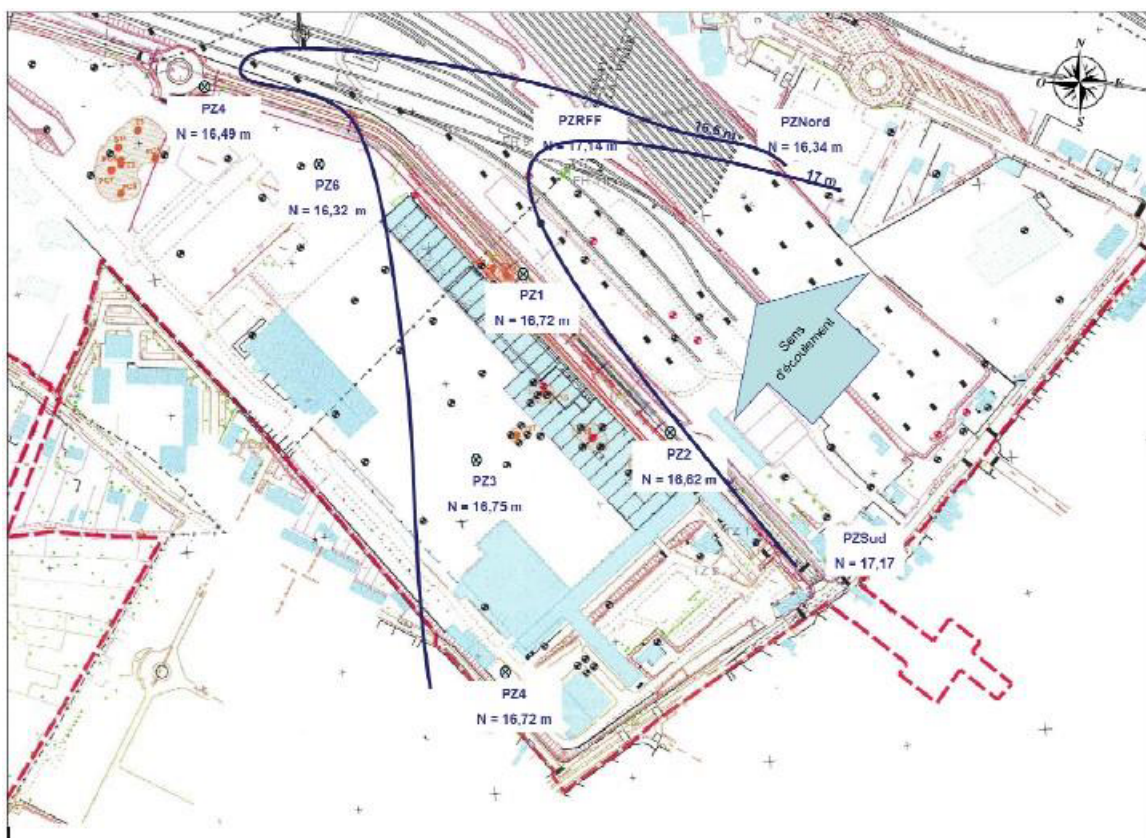 N
O
E
S
PZ4
N = 16,49 m
PZRFF
N = 17,14 m
16,5 m
PZNord
N = 16,34 m
17 m
PZ6
N = 16,32 m
PZ1
N = 16,72 m
Sens
d'écoulement
PZ2
N = 16,62 m
PZ3
N = 16,75 m
PZSud
N = 17,17
PZ4
N = 16,72 m